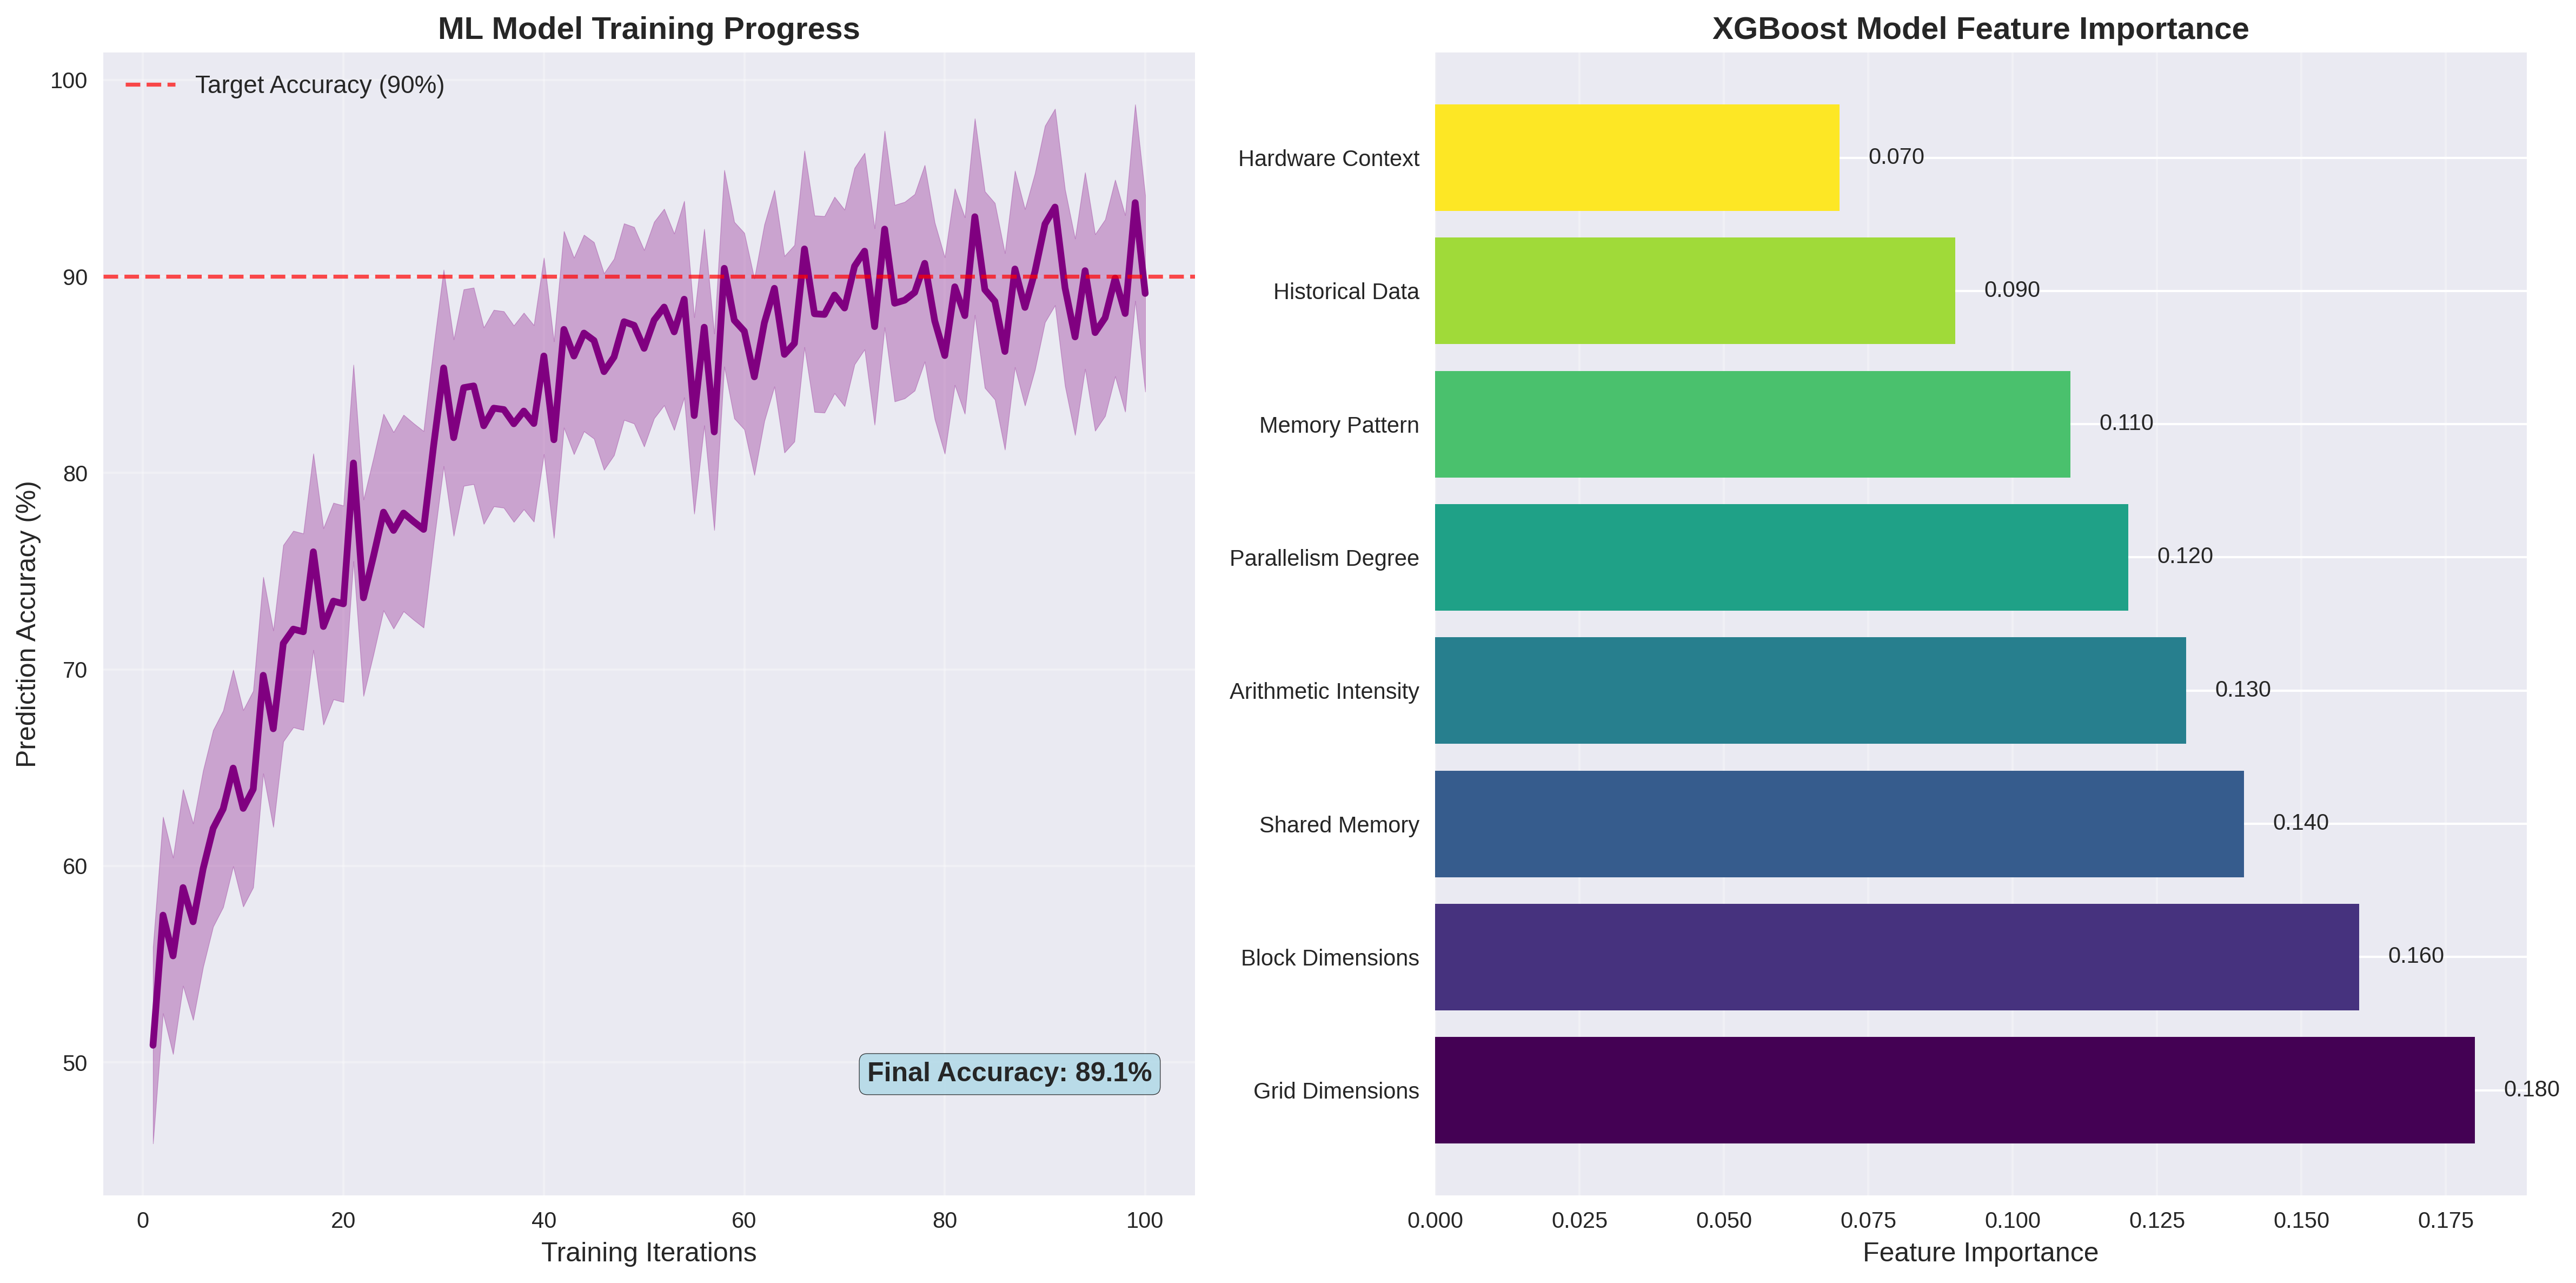 ML Model Training Progress
Target Accuracy (90%)
100
90
80
70
60
50
Prediction Accuracy (%)
Final Accuracy: 89.1%
0 20 40 60 80 100
Training Iterations
XGBoost Model Feature Importance
Hardware Context 0.070
Historical Data 0.090
Memory Pattern 0.110
Parallelism Degree 0.120
Arithmetic Intensity 0.130
Shared Memory 0.140
Block Dimensions 0.160
Grid Dimensions 0.180
0.000 0.025 0.050 0.075 0.100 0.125 0.150 0.175
Feature Importance